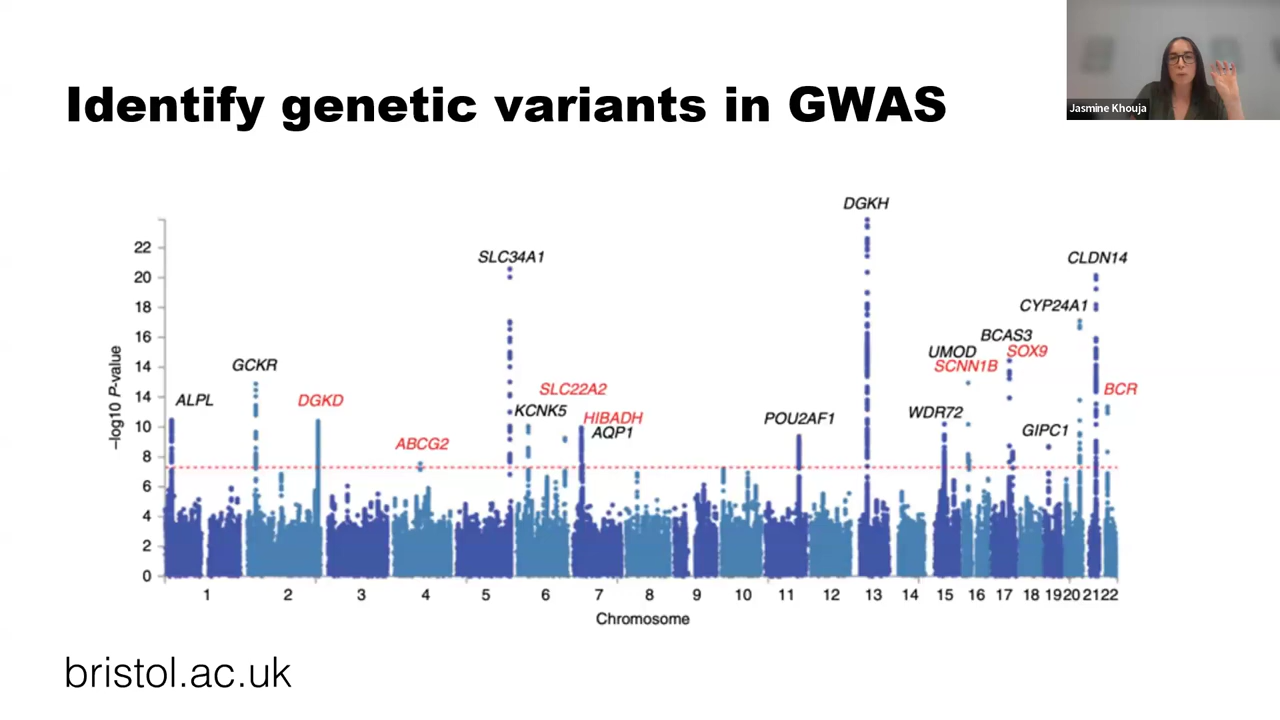 Identify genetic variants in GWAS
Jasmine Khouja
DGKH
SLC34A1
CLDN14
CYP24A1
BCAS3
UMOD
SOX9
GCKR
SCNN1B
SLC22A2
BCR
ALPL
DGKD
KCNK5
HIBADH
POU2AF1
WDR72
AQP1
GIPC1
ABCG2
–log10 P-value
22
20
18
16
14
14
10
8
6
4
2
0
1 2 3 4 5 6 7 8 9 10 11 12 13 14 15 16 17 18 19 20 21 22
Chromosome
bristol.ac.uk